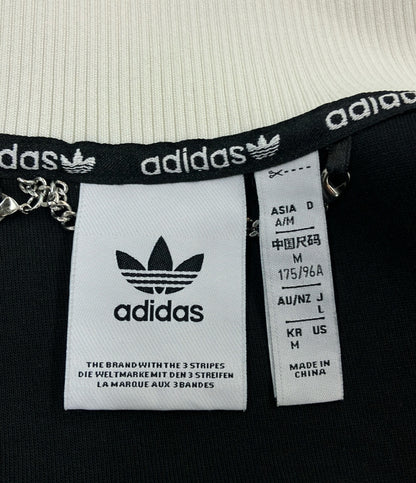 adidas adidas adidas
adidas
THE BRAND WITH THE 3 STRIPES
DIE WELTMARKE MIT DEN 3 STREIFEN
LA MARQUE AUX 3 BANDES
ASIA D
A/M
中国尺码
M
175/96A
AU/NZ J
L
KR US
M
MADE IN
CHINA